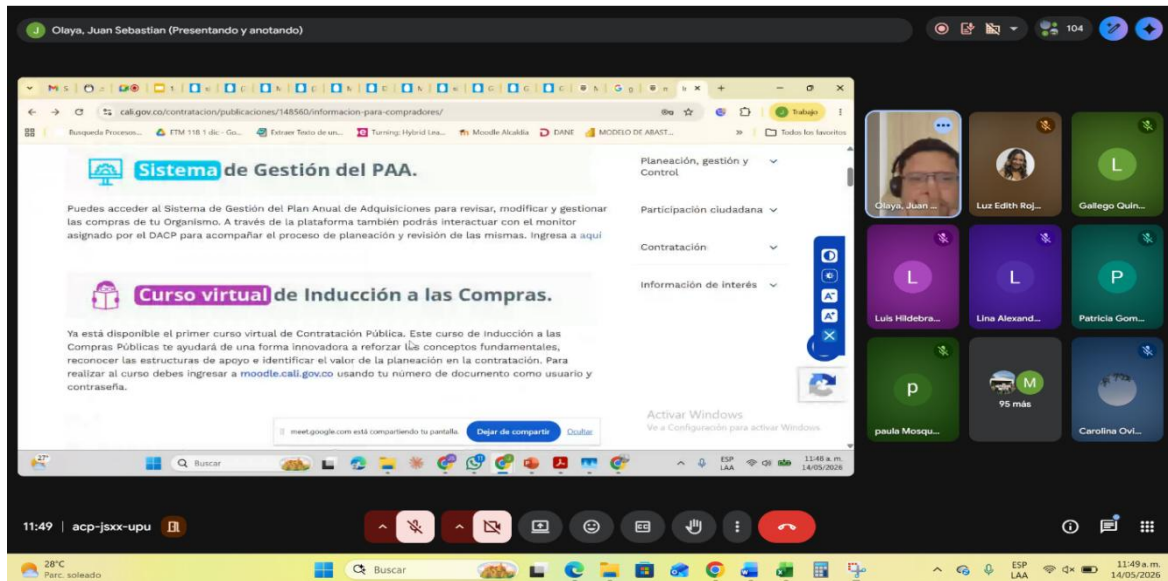 J Olaya, Juan Sebastian (Presentando y anotando)
104
cali.gov.co/contratacion/publicaciones/148560/informacion-para-compradores/
Trabajo
Busqueda Procesos...
ETM 118 1 dic - Go...
Extraer Texto de un...
Turning: Hybrid Lea...
Moodle Alcaldia
DANE
MODELO DE ABAST...
Todos los favoritos
Sistema de Gestión del PAA.
Puedes acceder al Sistema de Gestión del Plan Anual de Adquisiciones para revisar, modificar y gestionar
las compras de tu Organismo. A través de la plataforma también podrás interactuar con el monitor
asignado por el DACP para acompañar el proceso de planeación y revisión de las mismas. Ingresa a aquí
Curso virtual de Inducción a las Compras.
Ya está disponible el primer curso virtual de Contratación Pública. Este curso de Inducción a las
Compras Públicas te ayudará de una forma innovadora a reforzar los conceptos fundamentales,
reconocer las estructuras de apoyo e identificar el valor de la planeación en la contratación. Para
realizar al curso debes ingresar a moodle.cali.gov.co usando tu número de documento como usuario y
contraseña.
Planeación, gestión y
Control
Participación ciudadana
Contratación
Información de interés
A-
A+
Activar Windows
Ve a Configuración para activar Windows
meet.google.com está compartiendo tu pantalla.
Dejar de compartir
Ocultar
27°
Buscar
ESP
LAA
11:48 a. m.
14/05/2026
Olaya, Juan ...
Luz Edith Roj...
L
Gallego Quin...
L
Luis Hildebra...
L
Lina Alexand...
P
Patricia Gom...
p
paula Mosqu...
M
95 más
Carolina Ovi...
11:49 | acp-jsxx-upu
28°C
Parc. soleado
Buscar
ESP
LAA
11:49 a. m.
14/05/2026